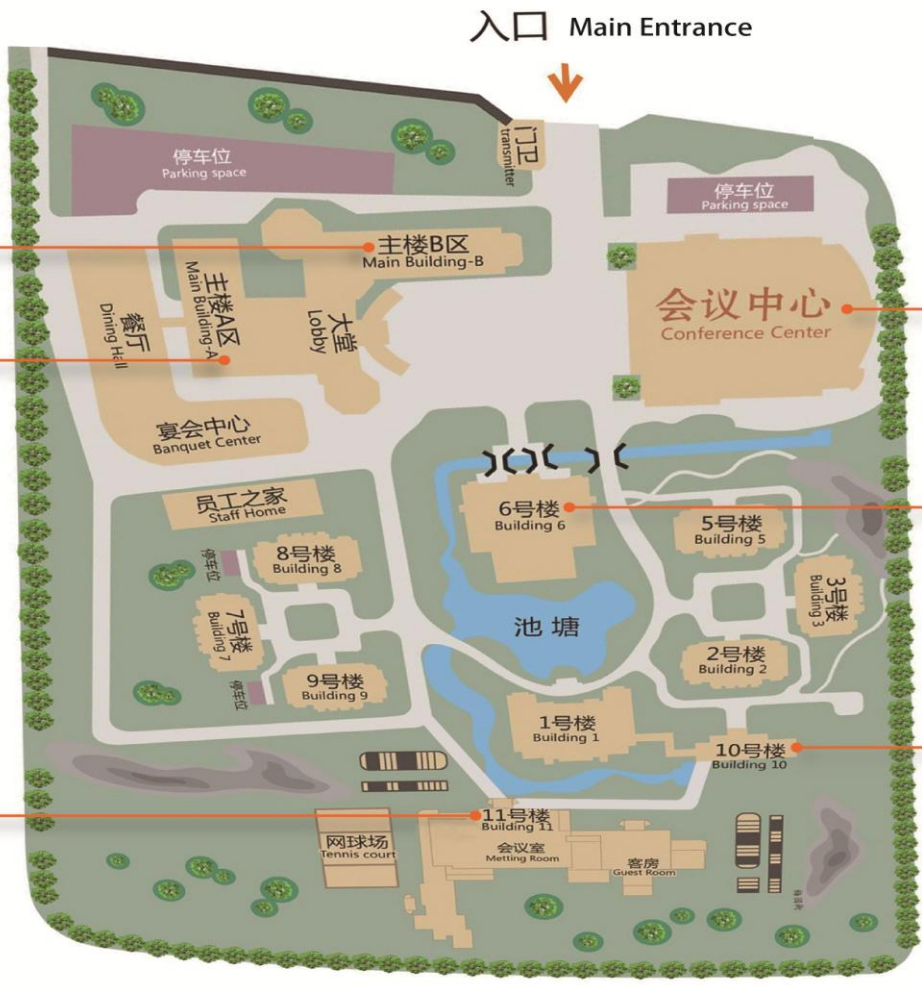 入口 Main Entrance
门卫
transmitter
停车位
Parking space
停车位
Parking space
主楼B区
Main Building-B
主楼A区
Main Building-A
大堂
Lobby
会议中心
Conference Center
餐厅
Dining Hall
宴会中心
Banquet Center
员工之家
Staff Home
6号楼
Building 6
5号楼
Building 5
8号楼
Building 8
停车位
3号楼
Building 3
7号楼
Building 7
池塘
2号楼
Building 2
9号楼
Building 9
停车位
1号楼
Building 1
10号楼
Building 10
11号楼
Building 11
网球场
Tennis court
会议室
Metting Room
客房
Guest Room